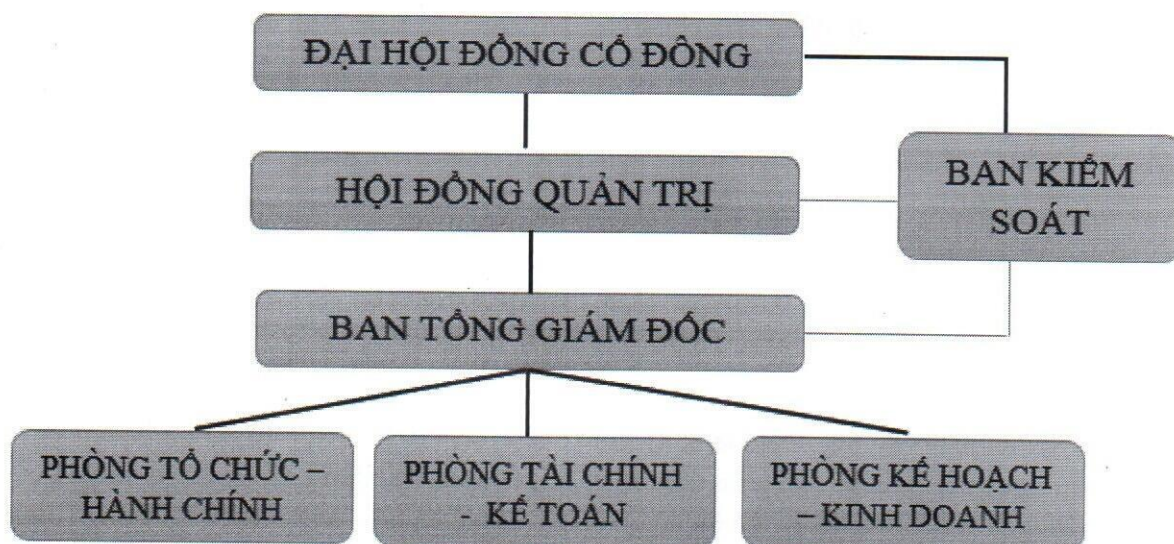 ĐẠI HỘI ĐỒNG CỔ ĐÔNG
HỘI ĐỒNG QUẢN TRỊ
BAN KIỂM
SOÁT
BAN TỔNG GIÁM ĐỐC
PHÒNG TỔ CHỨC –
HÀNH CHÍNH
PHÒNG TÀI CHÍNH
- KẾ TOÁN
PHÒNG KẾ HOẠCH
– KINH DOANH